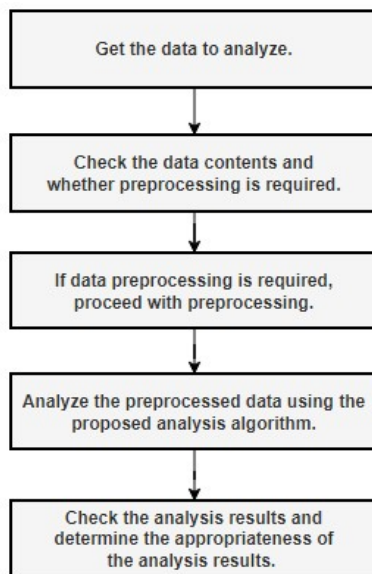 Get the data to analyze.
Check the data contents and
whether preprocessing is required.
If data preprocessing is required,
proceed with preprocessing.
Analyze the preprocessed data using the
proposed analysis algorithm.
Check the analysis results and
determine the appropriateness of
the analysis results.